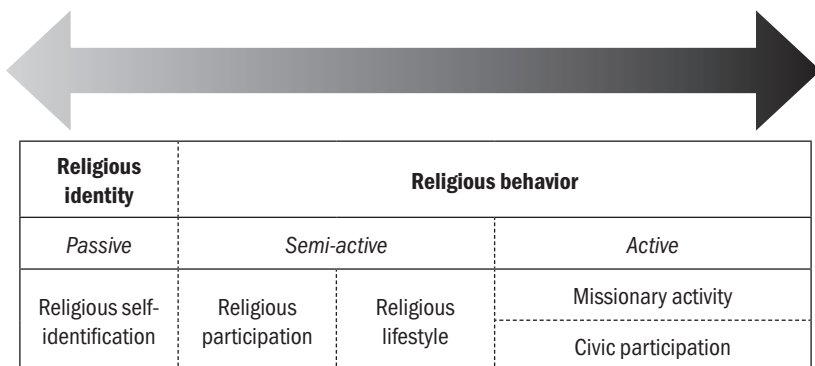 Religious
identity
Religious behavior
Passive
Semi-active
Active
Religious self-
identification
Religious
participation
Religious
lifestyle
Missionary activity
Civic participation